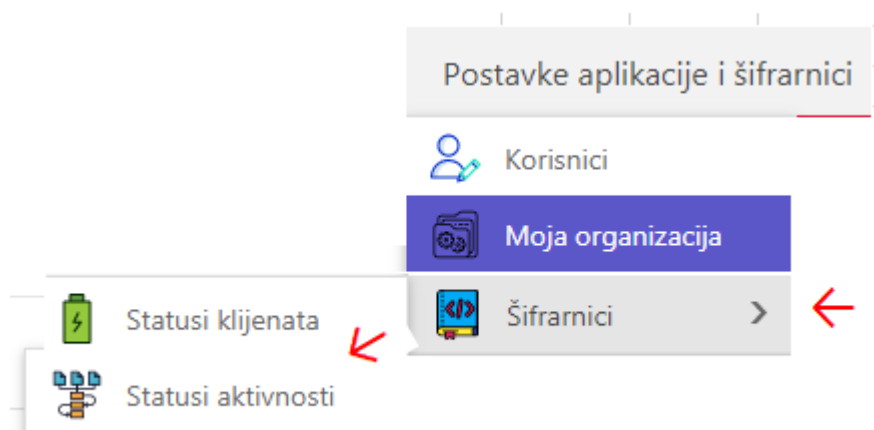 Postavke aplikacije i šifrarnici
Korisnici
Moja organizacija
Šifrarnici
Statusi klijenata
Statusi aktivnosti